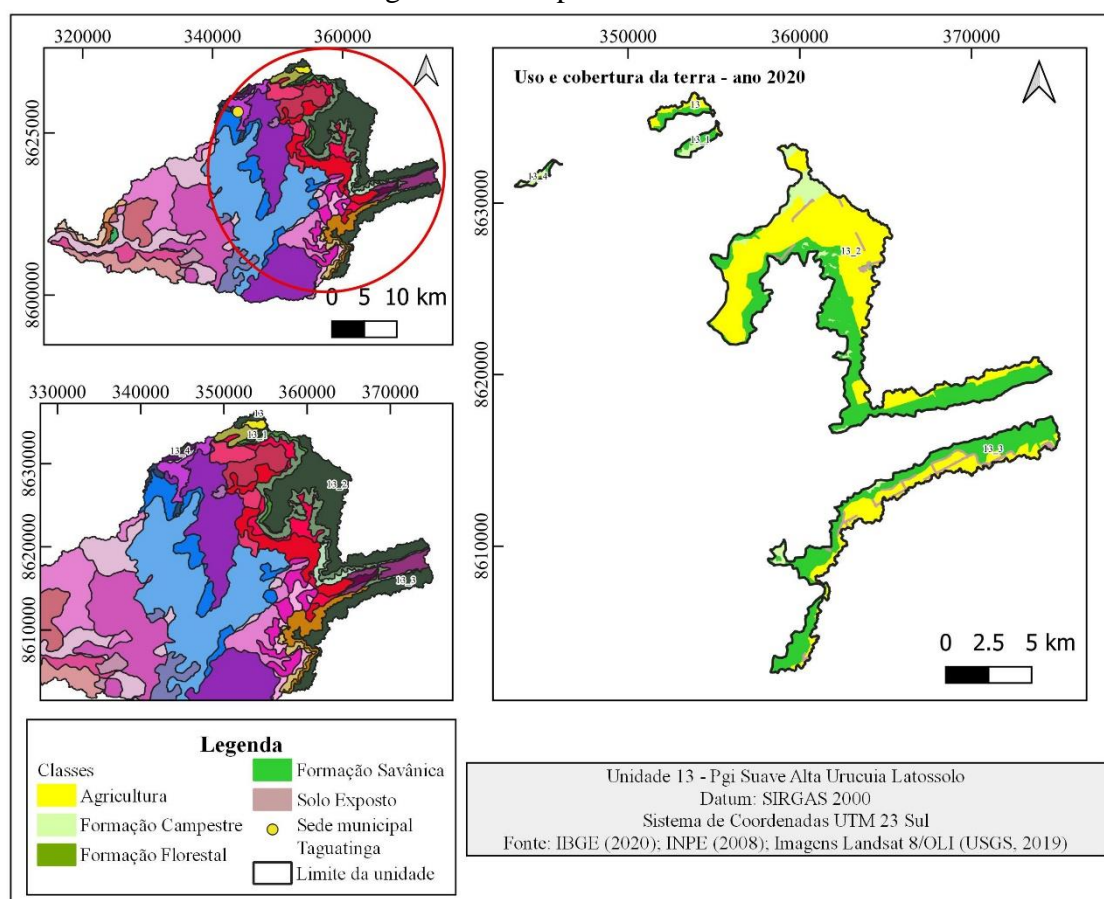 320000 340000 360000
8625000
8600000
0 5 10 km
330000 340000 350000 360000 370000
8630000
8620000
8610000
13
13_1
13_4
13_2
13_3
350000 360000 370000
Uso e cobertura da terra - ano 2020
8630000
8620000
8610000
13
13_1
13_4
13_2
13_3
0 2.5 5 km
Legenda
Classes
Agricultura
Formação Campestre
Formação Florestal
Formação Savânica
Solo Exposto
Sede municipal
Taguatinga
Limite da unidade
Unidade 13 - Pgi Suave Alta Urucuia Latossolo
Datum: SIRGAS 2000
Sistema de Coordenadas UTM 23 Sul
Fonte: IBGE (2020); INPE (2008); Imagens Landsat 8/OLI (USGS, 2019)